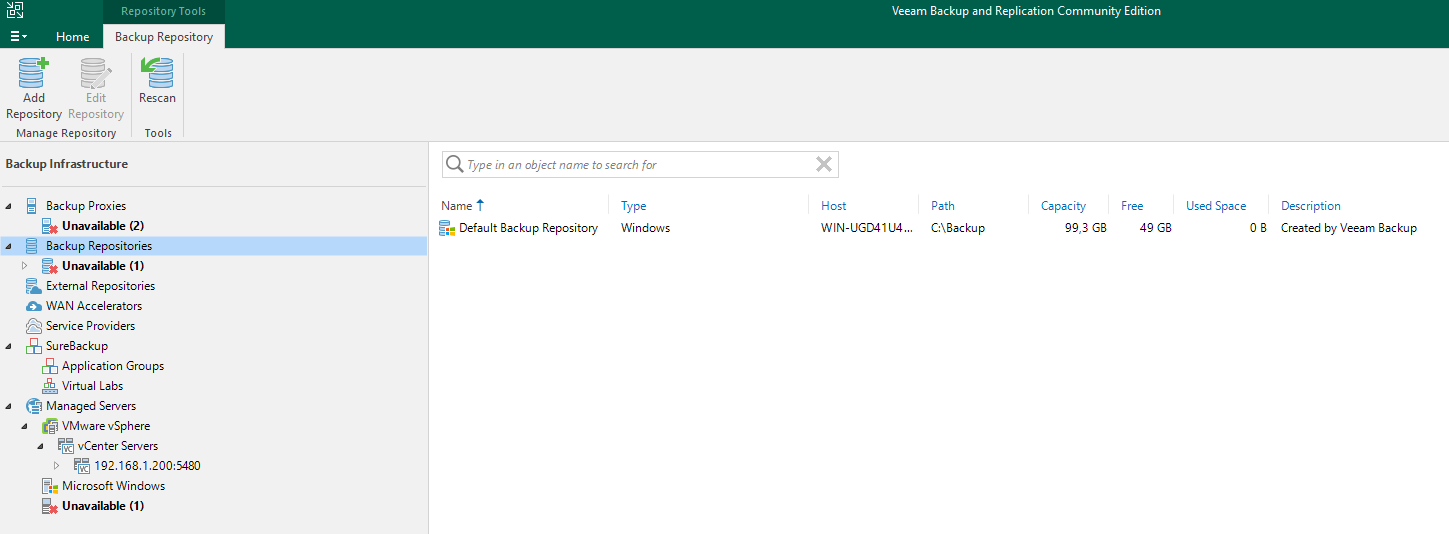 Repository Tools
Veeam Backup and Replication Community Edition
Home
Backup Repository
Add Repository
Edit Repository
Rescan
Manage Repository
Tools
Backup Infrastructure
Type in an object name to search for
Backup Proxies
Unavailable (2)
Backup Repositories
Unavailable (1)
External Repositories
WAN Accelerators
Service Providers
SureBackup
Application Groups
Virtual Labs
Managed Servers
VMware vSphere
vCenter Servers
192.168.1.200:5480
Microsoft Windows
Unavailable (1)
Name Type Host Path Capacity Free Used Space Description
Default Backup Repository Windows WIN-UGD41U4... C:\Backup 99,3 GB 49 GB 0 B Created by Veeam Backup